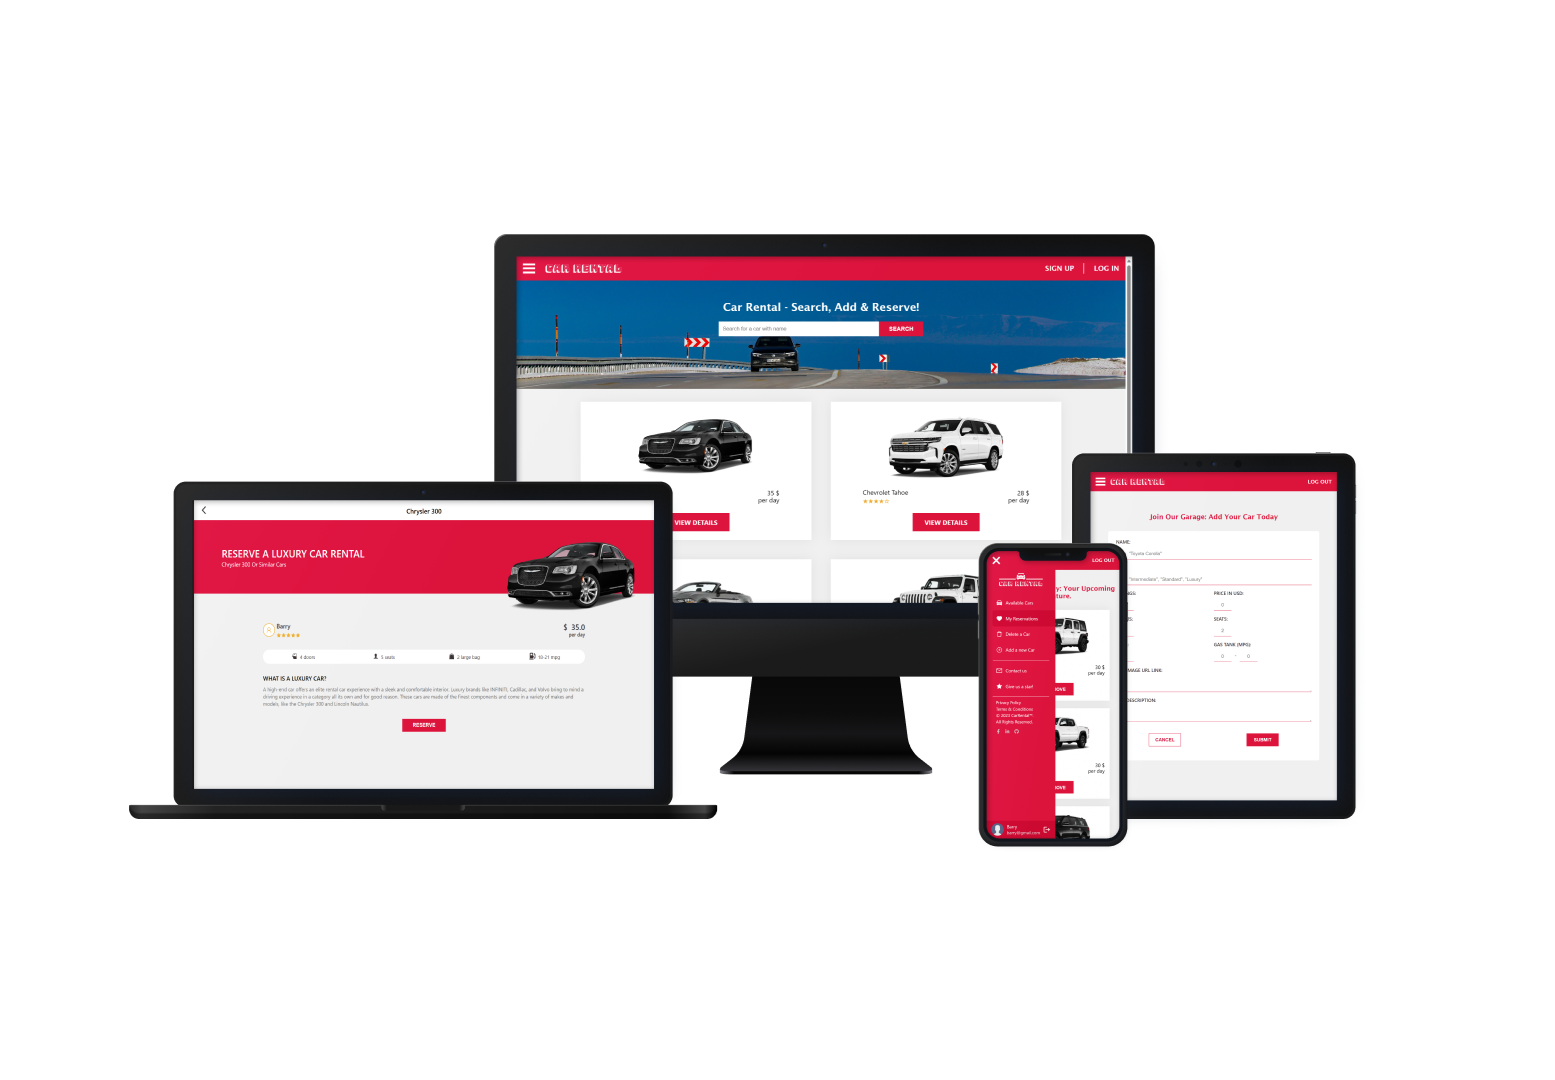 CAR RENTAL
SIGN UP
LOG IN
Car Rental - Search, Add & Reserve!
Search for a car with name
SEARCH
35 $
per day
VIEW DETAILS
Chevrolet Tahoe
28 $
per day
VIEW DETAILS
Chrysler 300
RESERVE A LUXURY CAR RENTAL
Chrysler 300 Or Similar Cars
Barry
$ 35.0
per day
4 doors
5 seats
3 large bag
19-21 mpg
WHAT IS A LUXURY CAR?
A high-end car offers an elite rental car experience with a sleek and comfortable interior. Luxury brands like INFINITI, Cadillac, and Volvo bring to mind a
driving experience in a category all its own and for good reason. These cars are made of the finest components and come in a variety of makes and
models, like the Chrysler 300 and Lincoln Nautilus.
RESERVE
LOG OUT
CAR RENTAL
Available Cars
My Reservations
Delete a Car
Add a new Car
Contact us
Give us a star!
Privacy Policy
Terms & Conditions
© 2023 CarRental™.
All Rights Reserved.
Barry
barry@gmail.com
y: Your Upcoming
ture.
30 $
per day
OVE
30 $
per day
OVE
CAR RENTAL
LOG OUT
Join Our Garage: Add Your Car Today
NAME:
"Toyota Corolla"
"Intermediate", "Standard", "Luxury"
PRICE IN USD:
0
SEATS:
2
GAS TANK (MPG):
0 - 0
MAGE URL LINK:
DESCRIPTION:
CANCEL
SUBMIT